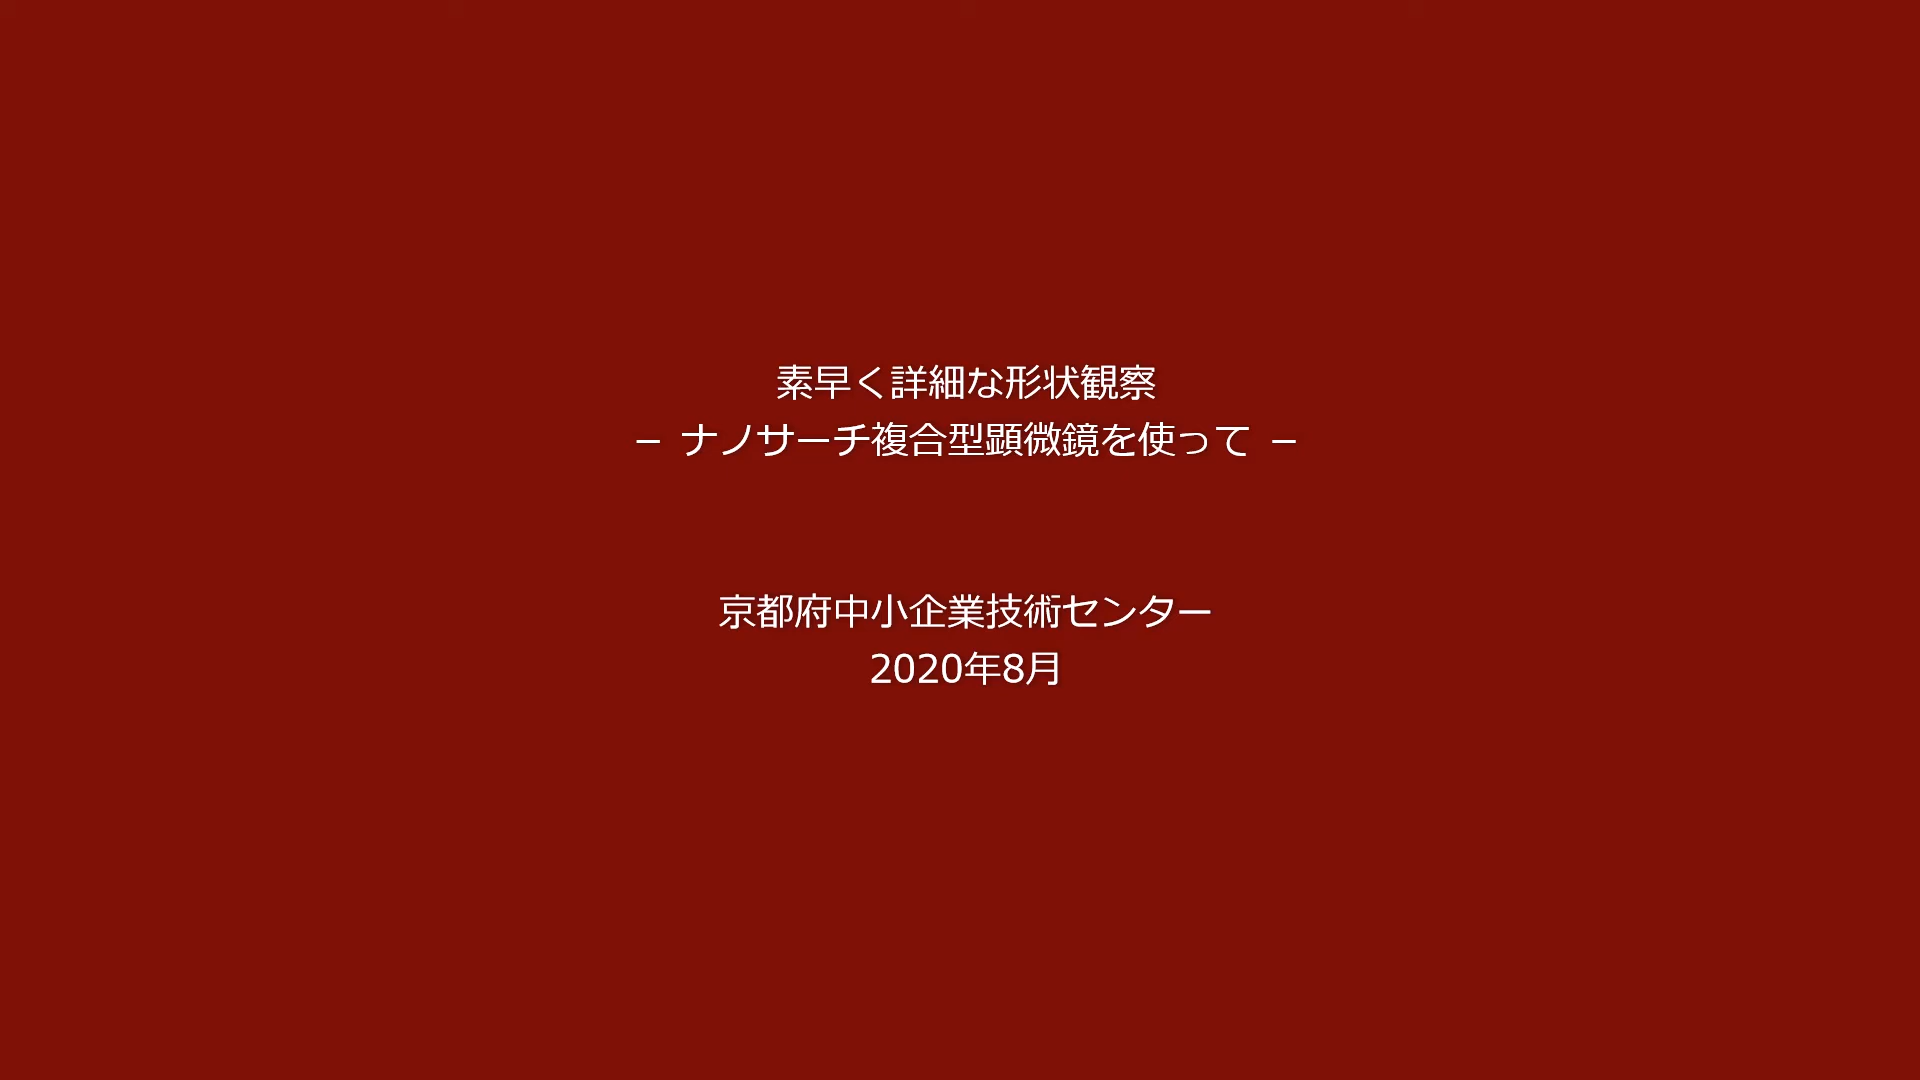 素早く詳細な形状観察
－ ナノサーチ複合型顕微鏡を使って －
京都府中小企業技術センター
2020年8月